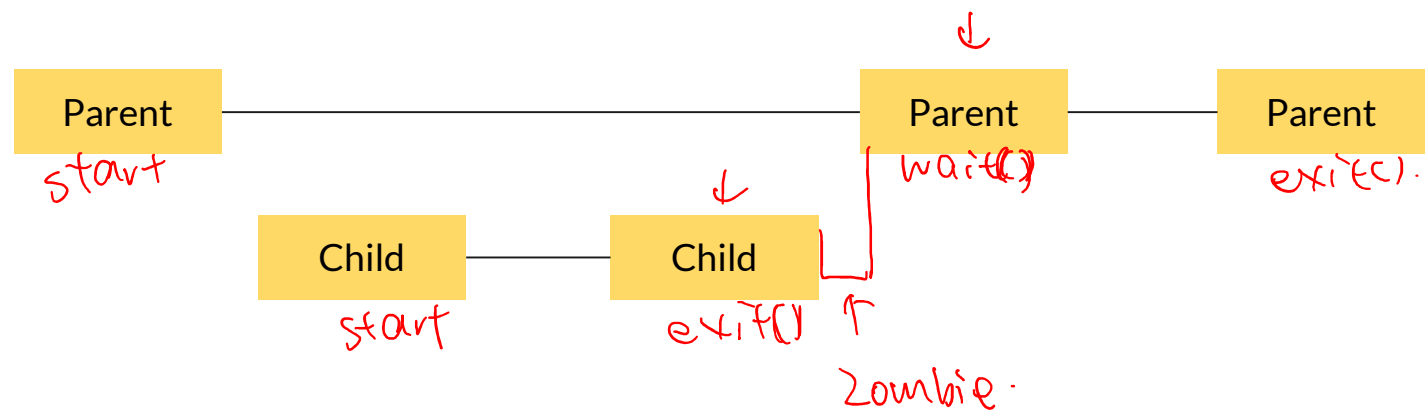 Parent Parent Parent
start wait() exit().
Child Child
start exit()
Zombie.